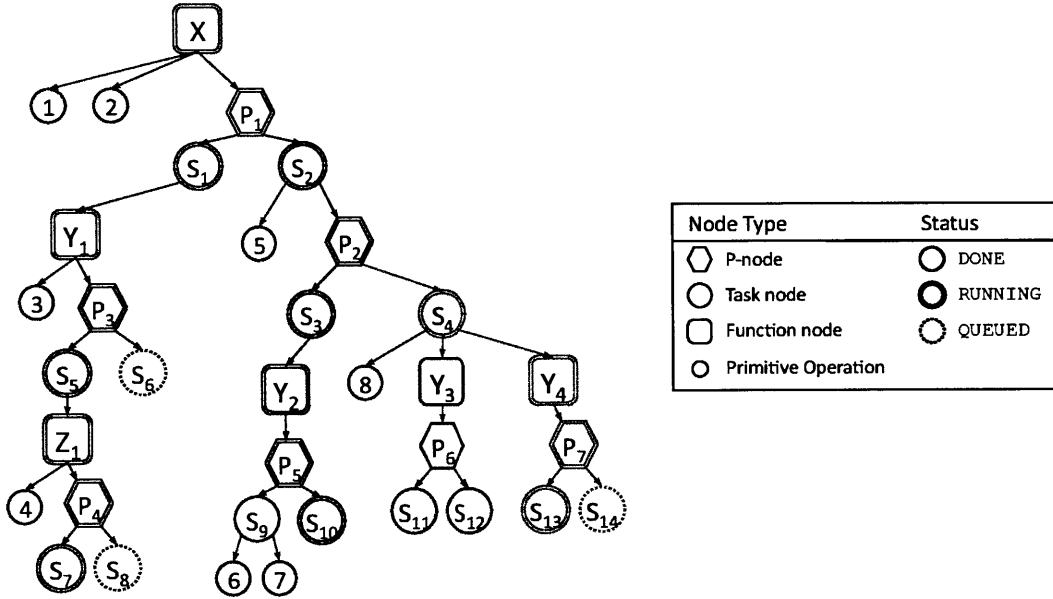 X
1 2
P1
S1 S2
Y1 5 P2
3 P3 S3 S4
S5 S6 Y2 8 Y3 Y4
Z1 P5 P6 P7
4 P4 S9 S10 S11 S12 S13 S14
S7 S8 6 7
Node Type Status
P-node DONE
Task node RUNNING
Function node QUEUED
Primitive Operation